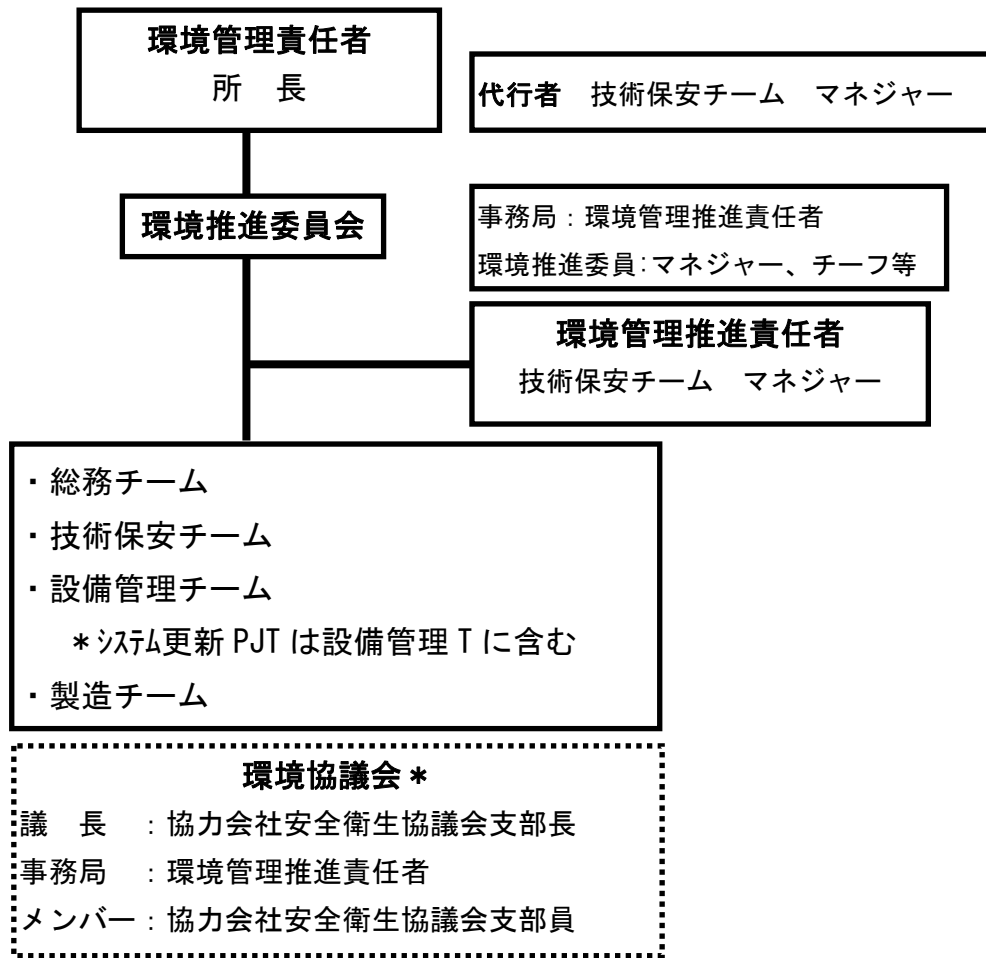 環境管理責任者
所　長
代行者　技術保安チーム　マネジャー
環境推進委員会
事務局：環境管理推進責任者
環境推進委員：マネジャー、チーフ等
環境管理推進責任者
技術保安チーム　マネジャー
・総務チーム
・技術保安チーム
・設備管理チーム
＊ｼｽﾃﾑ更新 PJT は設備管理 T に含む
・製造チーム
環境協議会＊
議　長　：協力会社安全衛生協議会支部長
事務局　：環境管理推進責任者
メンバー：協力会社安全衛生協議会支部員